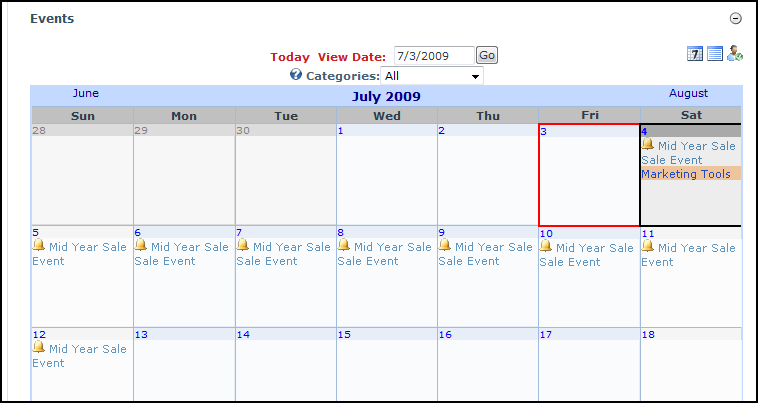 Events
Today View Date: 7/3/2009 Go
7
? Categories: All
June July 2009 August
Sun Mon Tue Wed Thu Fri Sat
28 29 30 1 2 3 4
Mid Year Sale
Sale Event
Marketing Tools
5 6 7 8 9 10 11
Mid Year Sale Mid Year Sale Mid Year Sale Mid Year Sale Mid Year Sale Mid Year Sale Mid Year Sale
Event Sale Event Sale Event Sale Event Sale Event Sale Event Event
12 13 14 15 16 17 18
Mid Year Sale
Event